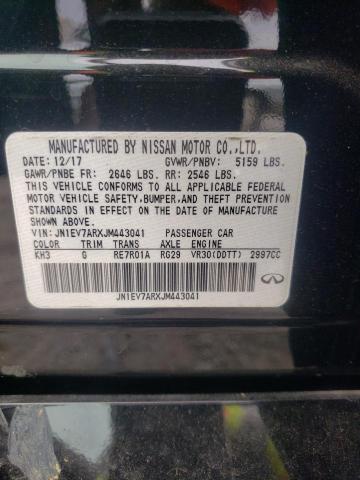 MANUFACTURED BY NISSAN MOTOR CO.,LTD.
DATE: 12/17 GVWR/PNBV: 5159 LBS.
GAWR/PNBE FR: 2646 LBS. RR: 2546 LBS.
THIS VEHICLE CONFORMS TO ALL APPLICABLE FEDERAL
MOTOR VEHICLE SAFETY,BUMPER,AND THEFT PREVENTION
STANDARDS IN EFFECT ON THE DATE OF MANUFACTURE
SHOWN ABOVE.
VIN: JN1EV7ARXJM443041 PASSENGER CAR
COLOR TRIM TRANS AXLE ENGINE
KH3 G RE7R01A RG29 VR30(DDTT) 2997CC
JN1EV7ARXJM443041